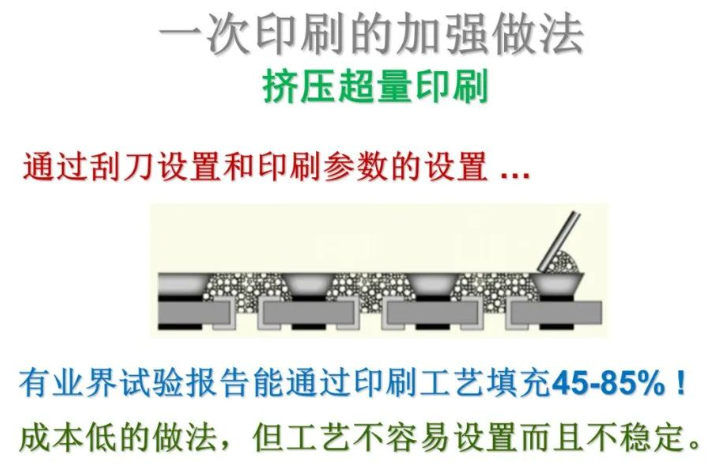 一次印刷的加强做法
挤压超量印刷
通过刮刀设置和印刷参数的设置 ...
有业界试验报告能通过印刷工艺填充45-85%！
成本低的做法，但工艺不容易设置而且不稳定。